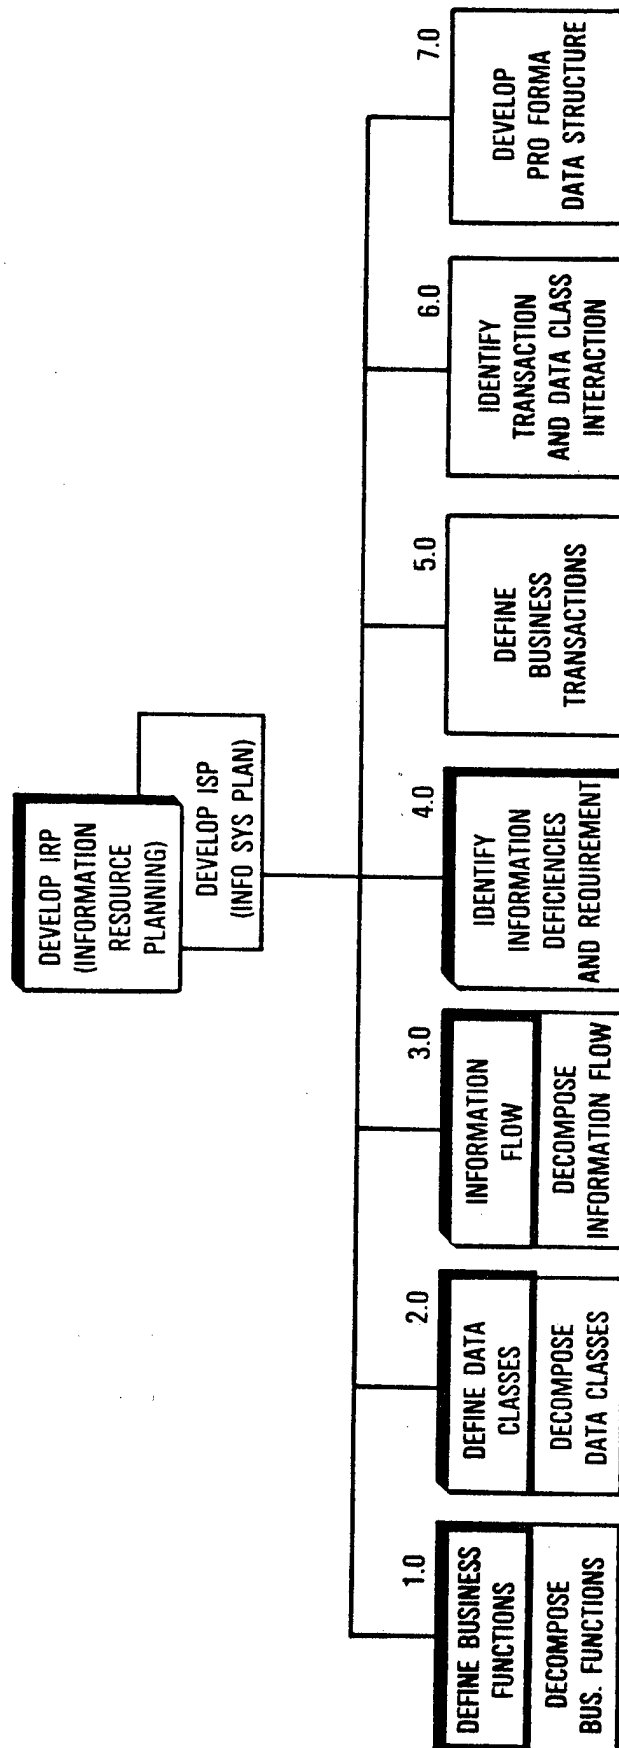 DEVELOP IRP
(INFORMATION
RESOURCE
PLANNING)
DEVELOP ISP
(INFO SYS PLAN)
1.0
DEFINE BUSINESS
FUNCTIONS
DECOMPOSE
BUS. FUNCTIONS
2.0
DEFINE DATA
CLASSES
DECOMPOSE
DATA CLASSES
3.0
INFORMATION
FLOW
DECOMPOSE
INFORMATION FLOW
4.0
IDENTIFY
INFORMATION
DEFICIENCIES
AND REQUIREMENT
5.0
DEFINE
BUSINESS
TRANSACTIONS
6.0
IDENTIFY
TRANSACTION
AND DATA CLASS
INTERACTION
7.0
DEVELOP
PRO FORMA
DATA STRUCTURE